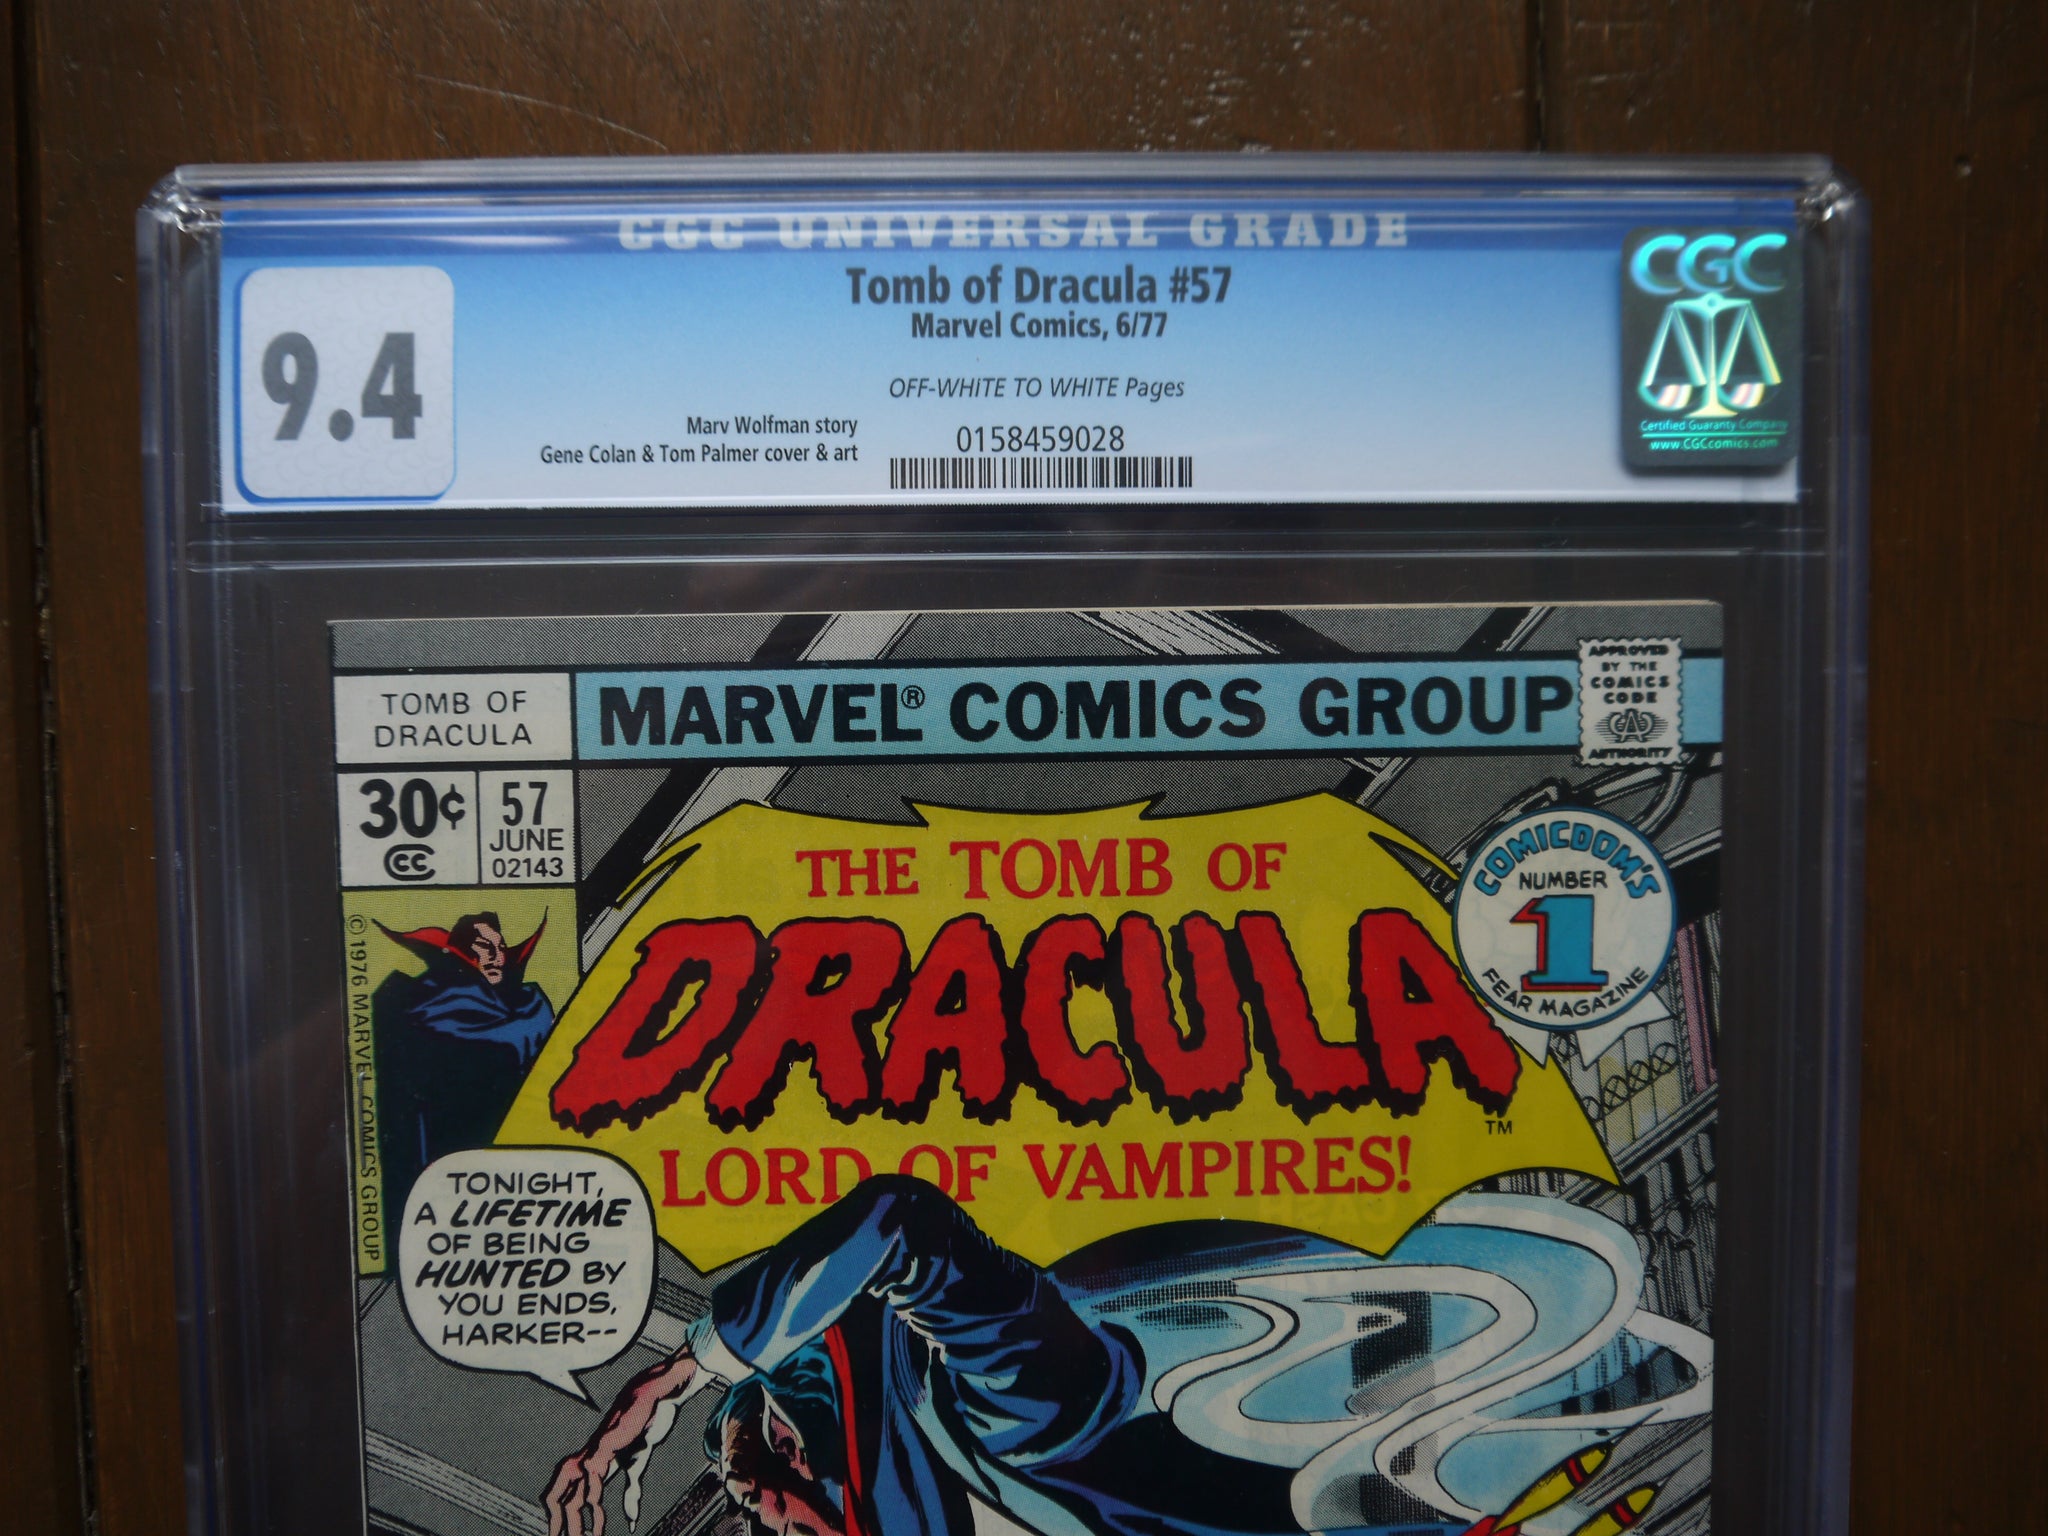 CGC UNIVERSAL GRADE
9.4
Tomb of Dracula #57
Marvel Comics, 6/77
OFF-WHITE TO WHITE Pages
Marv Wolfman story
Gene Colan & Tom Palmer cover & art
0158459028
CGC
Certified Guaranty Company
www.CGCcomics.com
TOMB OF
DRACULA
MARVEL® COMICS GROUP
APPROVED
BY THE
COMICS
CODE
CA
AUTHORITY
30¢
CC
57
JUNE
02143
© 1976 MARVEL COMICS GROUP
THE TOMB OF
DRACULA
TM
LORD OF VAMPIRES!
COMICDOM'S
NUMBER
1
FEAR MAGAZINE
TONIGHT,
A LIFETIME
OF BEING
HUNTED BY
YOU ENDS,
HARKER--